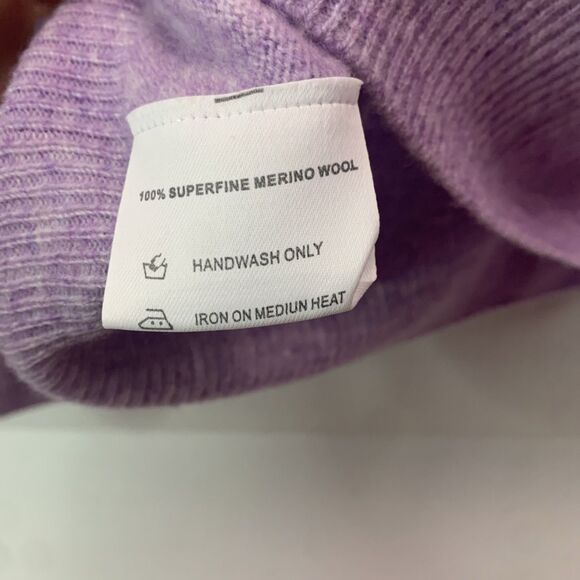 100% SUPERFINE MERINO WOOL
HANDWASH ONLY
IRON ON MEDIUN HEAT